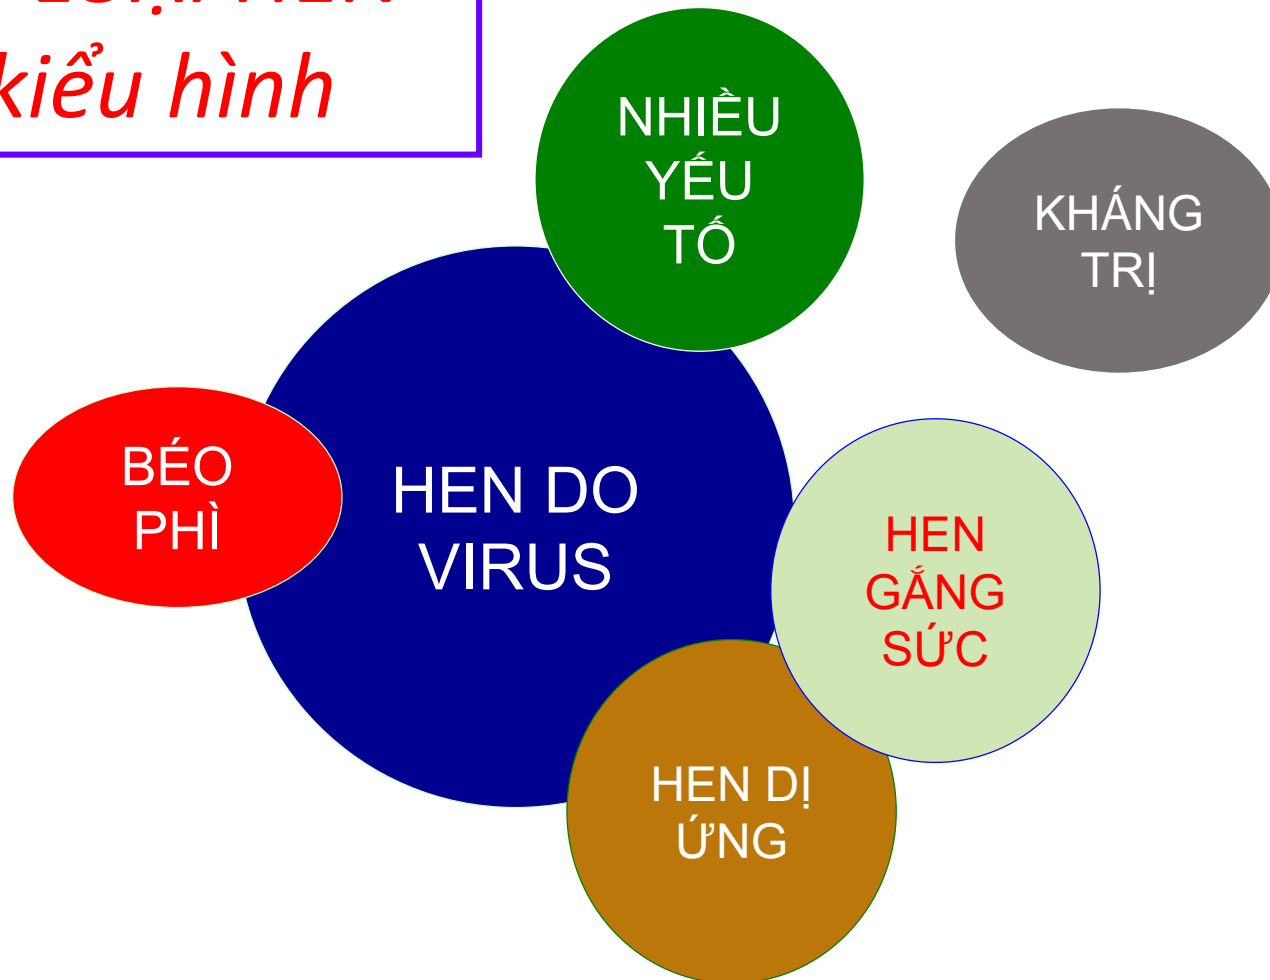 kiểu hình
NHIỀU
YẾU
TỐ
KHÁNG
TRỊ
BÉO
PHÌ
HEN DO
VIRUS
HEN
GẮNG
SỨC
HEN DỊ
ỨNG